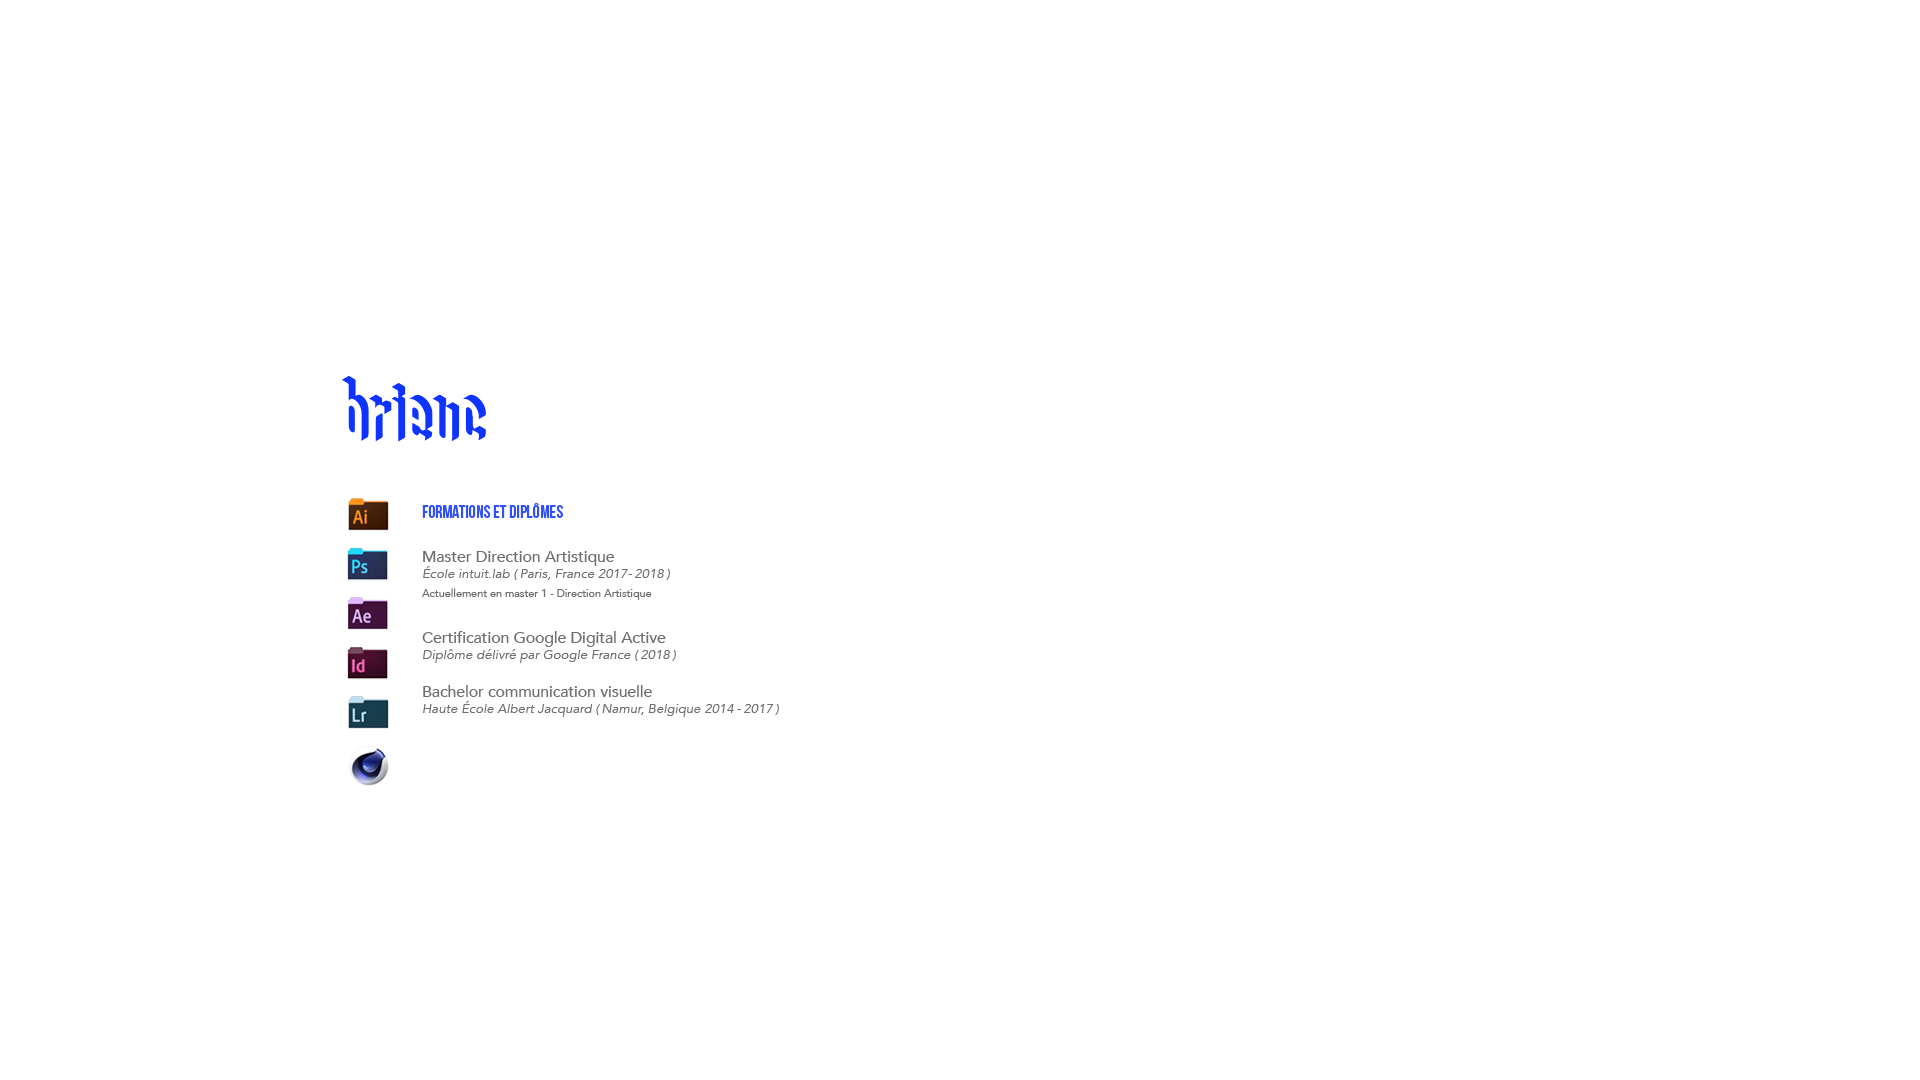 brianc
Ai
FORMATIONS ET DIPLÔMES
Ps
Master Direction Artistique
École intuit.lab ( Paris, France 2017- 2018 )
Actuellement en master 1 - Direction Artistique
Ae
Certification Google Digital Active
Diplôme délivré par Google France ( 2018 )
Id
Bachelor communication visuelle
Haute École Albert Jacquard ( Namur, Belgique 2014 - 2017 )
Lr